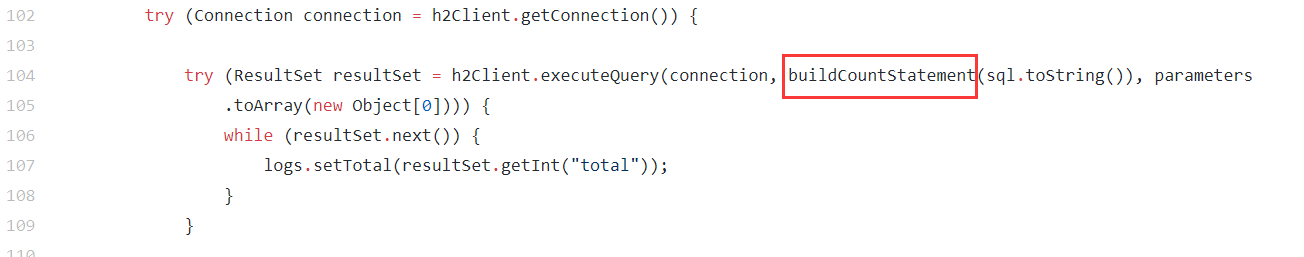 102 try (Connection connection = h2Client.getConnection()) {
103
104 try (ResultSet resultSet = h2Client.executeQuery(connection, buildCountStatement(sql.toString()), parameters
105 .toArray(new Object[0]))) {
106 while (resultSet.next()) {
107 logs.setTotal(resultSet.getInt("total"));
108 }
109 }
110